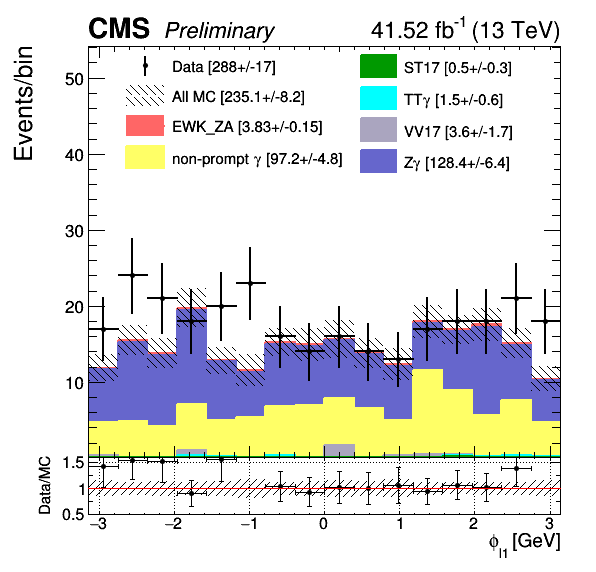 CMS Preliminary 41.52 fb⁻¹ (13 TeV)
Events/bin
Data [288+/-17]
All MC [235.1+/-8.2]
EWK_ZA [3.83+/-0.15]
non-prompt γ [97.2+/-4.8]
ST17 [0.5+/-0.3]
TTγ [1.5+/-0.6]
VV17 [3.6+/-1.7]
Zγ [128.4+/-6.4]
50
40
30
20
10
Data/MC
1.5
1
0.5
−3 −2 −1 0 1 2 3
ϕl1 [GeV]